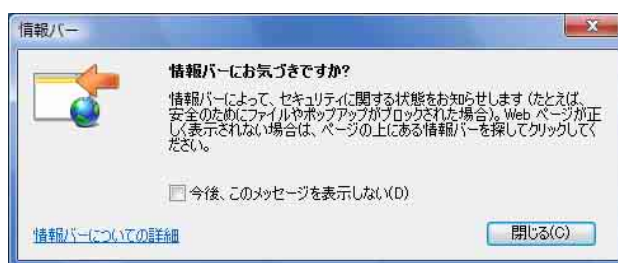 情報バー
情報バーにお気づきですか?
情報バーによって、セキュリティに関する状態をお知らせします (たとえば、
安全のためにファイルやポップアップがブロックされた場合)。Web ページが正
しく表示されない場合は、ページの上にある情報バーを探してクリックしてく
ださい。
今後、このメッセージを表示しない(D)
情報バーについての詳細
閉じる(C)